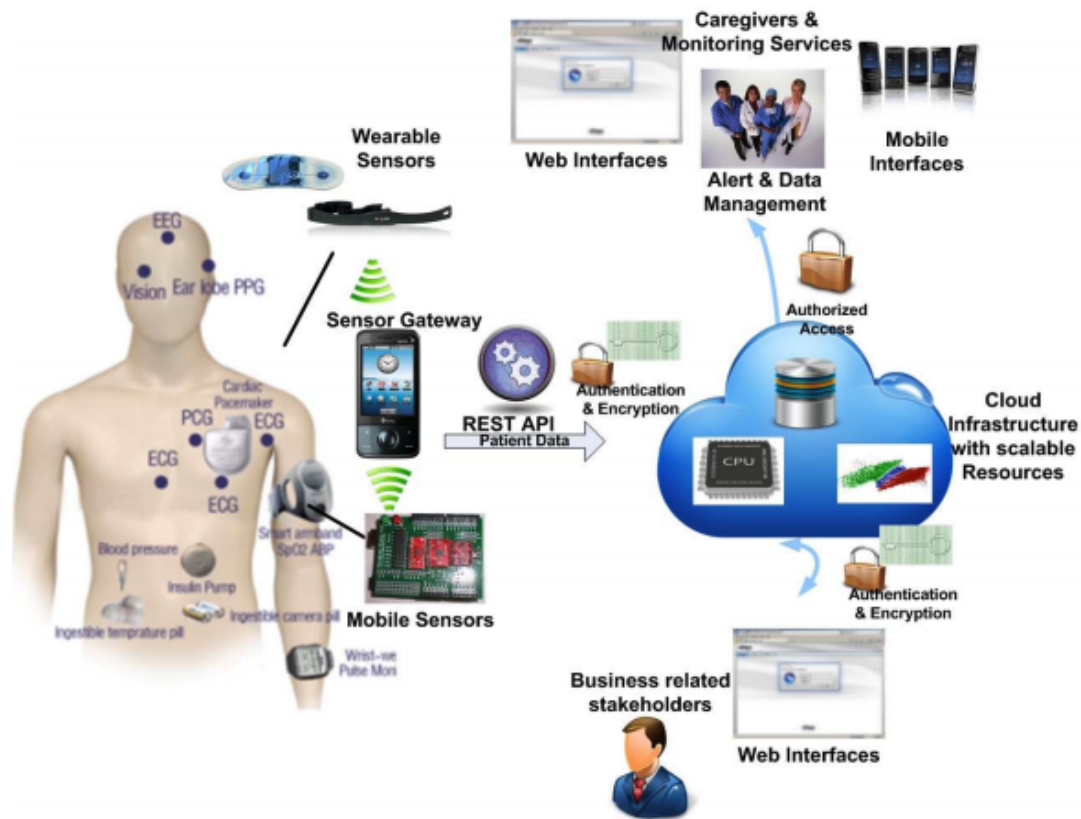 Caregivers &
Monitoring Services
Web Interfaces
Mobile
Interfaces
Alert & Data
Management
Wearable
Sensors
EEG
Vision
Ear lobe PPG
Sensor Gateway
Authorized
Access
REST API
Patient Data
Authentication
& Encryption
Cloud
Infrastructure
with scalable
Resources
CPU
Cardiac
Pacemaker
PCG
ECG
ECG
ECG
Smart armband
SpO2 ABP
Blood pressure
Insulin Pump
Ingestible camera pill
Ingestible temprature pill
Mobile Sensors
Wrist-we
Pulse Moni
Authentication
& Encryption
Business related
stakeholders
Web Interfaces